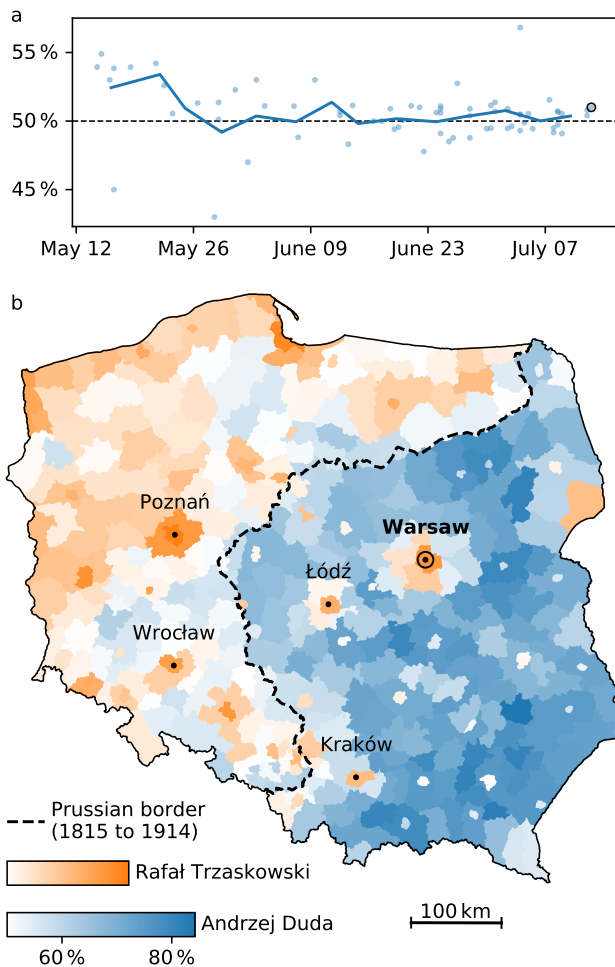 a
55 %
50 %
45 %
May 12
May 26
June 09
June 23
July 07
b
Poznań
Warsaw
Łódź
Wrocław
Kraków
Prussian border
(1815 to 1914)
Rafał Trzaskowski
Andrzej Duda
60 %
80 %
100 km